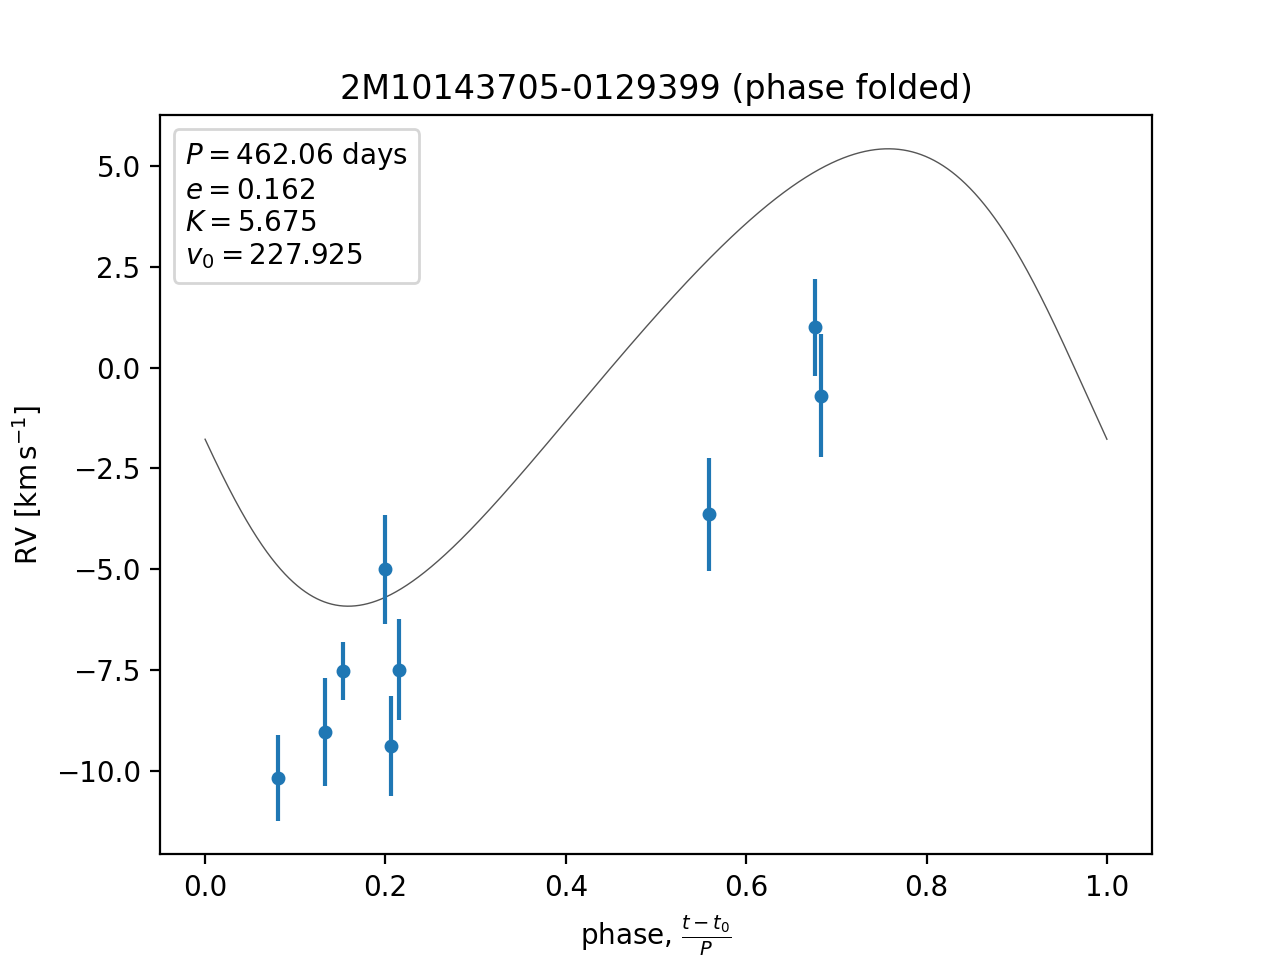 2M10143705-0129399 (phase folded)
P = 462.06 days
e = 0.162
K = 5.675
v₀ = 227.925
RV [km s⁻¹]
5.0
2.5
0.0
−2.5
−5.0
−7.5
−10.0
0.0 0.2 0.4 0.6 0.8 1.0
phase, (t − t₀)/P